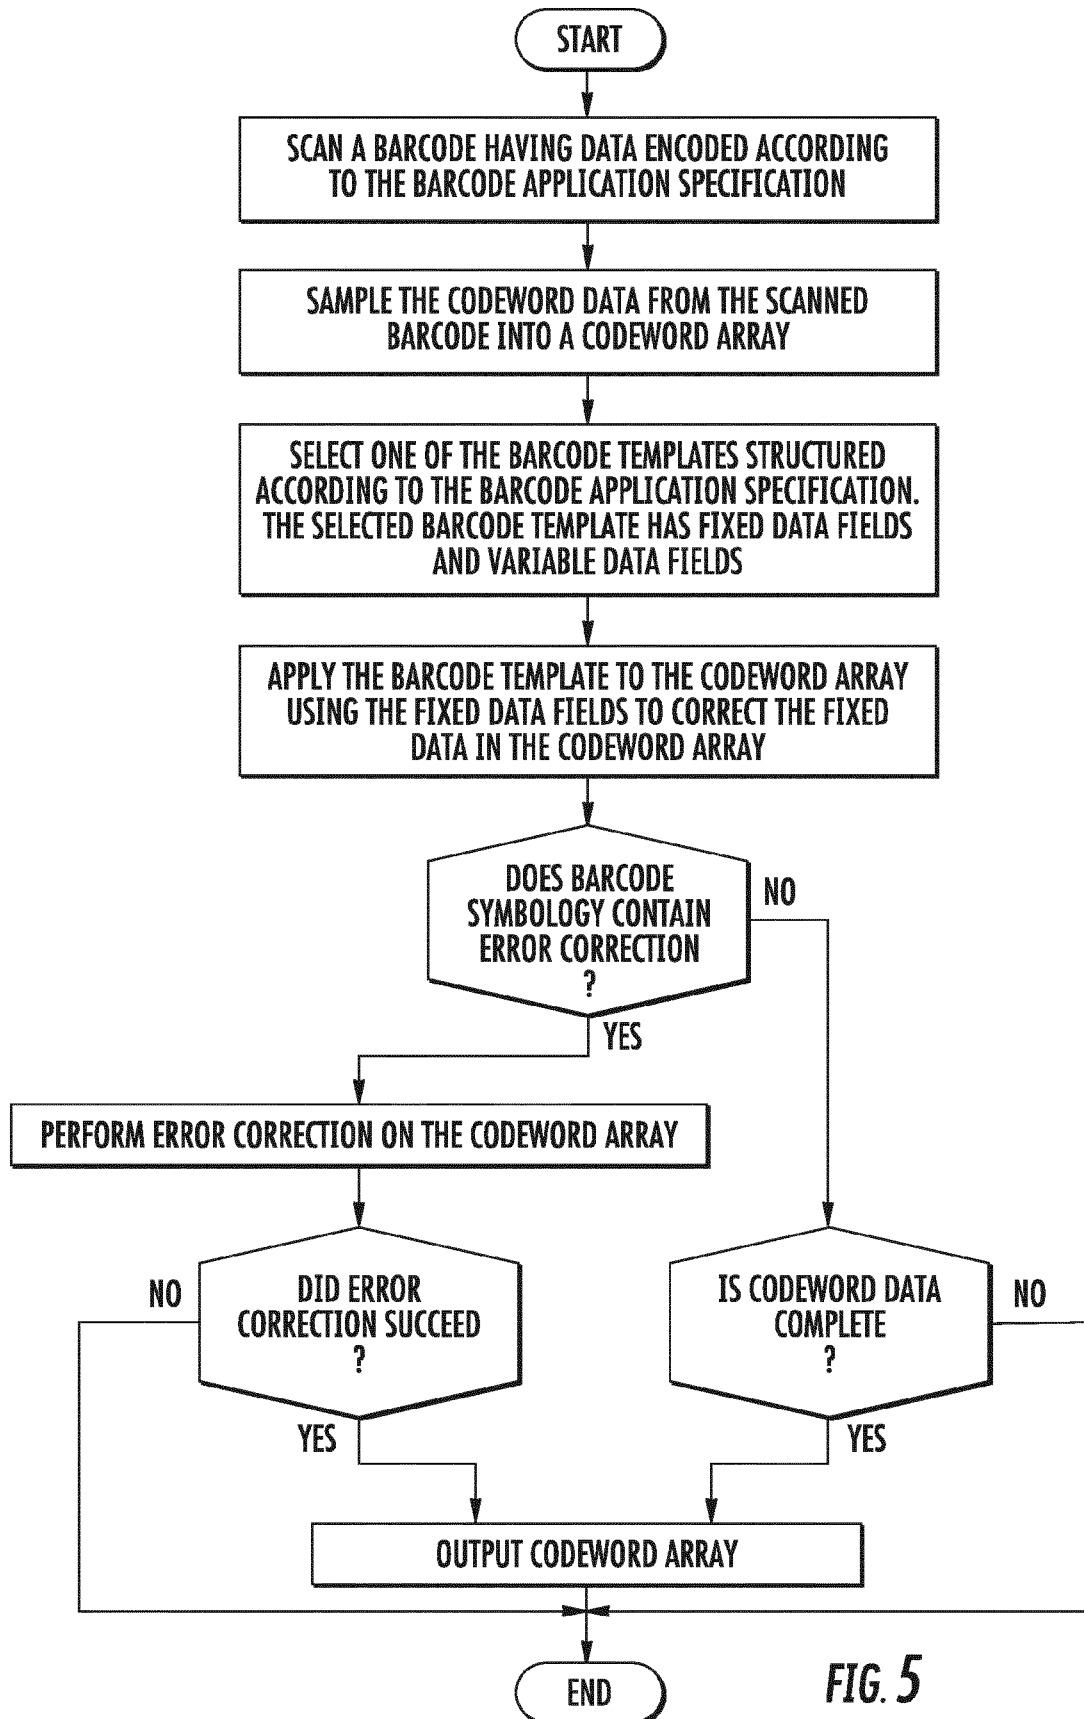 START
SCAN A BARCODE HAVING DATA ENCODED ACCORDING
TO THE BARCODE APPLICATION SPECIFICATION
SAMPLE THE CODEWORD DATA FROM THE SCANNED
BARCODE INTO A CODEWORD ARRAY
SELECT ONE OF THE BARCODE TEMPLATES STRUCTURED
ACCORDING TO THE BARCODE APPLICATION SPECIFICATION.
THE SELECTED BARCODE TEMPLATE HAS FIXED DATA FIELDS
AND VARIABLE DATA FIELDS
APPLY THE BARCODE TEMPLATE TO THE CODEWORD ARRAY
USING THE FIXED DATA FIELDS TO CORRECT THE FIXED
DATA IN THE CODEWORD ARRAY
DOES BARCODE
SYMBOLOGY CONTAIN
ERROR CORRECTION
?
NO
YES
PERFORM ERROR CORRECTION ON THE CODEWORD ARRAY
NO
DID ERROR
CORRECTION SUCCEED
?
YES
IS CODEWORD DATA
COMPLETE
?
NO
YES
OUTPUT CODEWORD ARRAY
END
FIG. 5